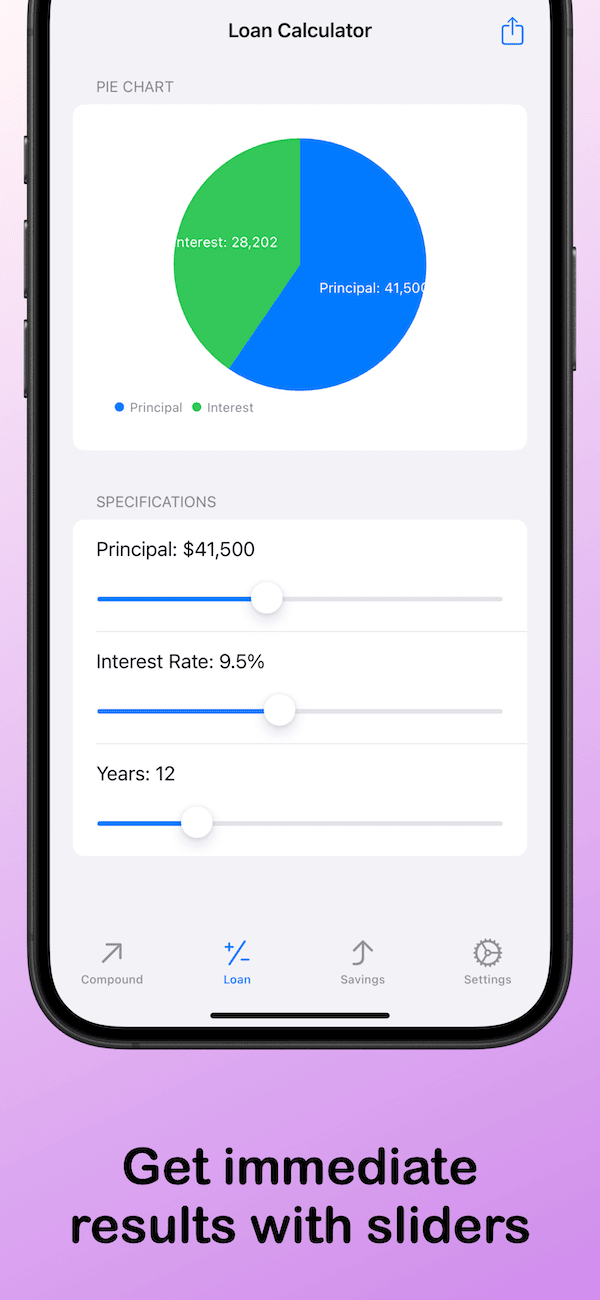 Loan Calculator
PIE CHART
nterest: 28,202
Principal: 41,500
Principal Interest
SPECIFICATIONS
Principal: $41,500
Interest Rate: 9.5%
Years: 12
Compound Loan Savings Settings
Get immediate
results with sliders